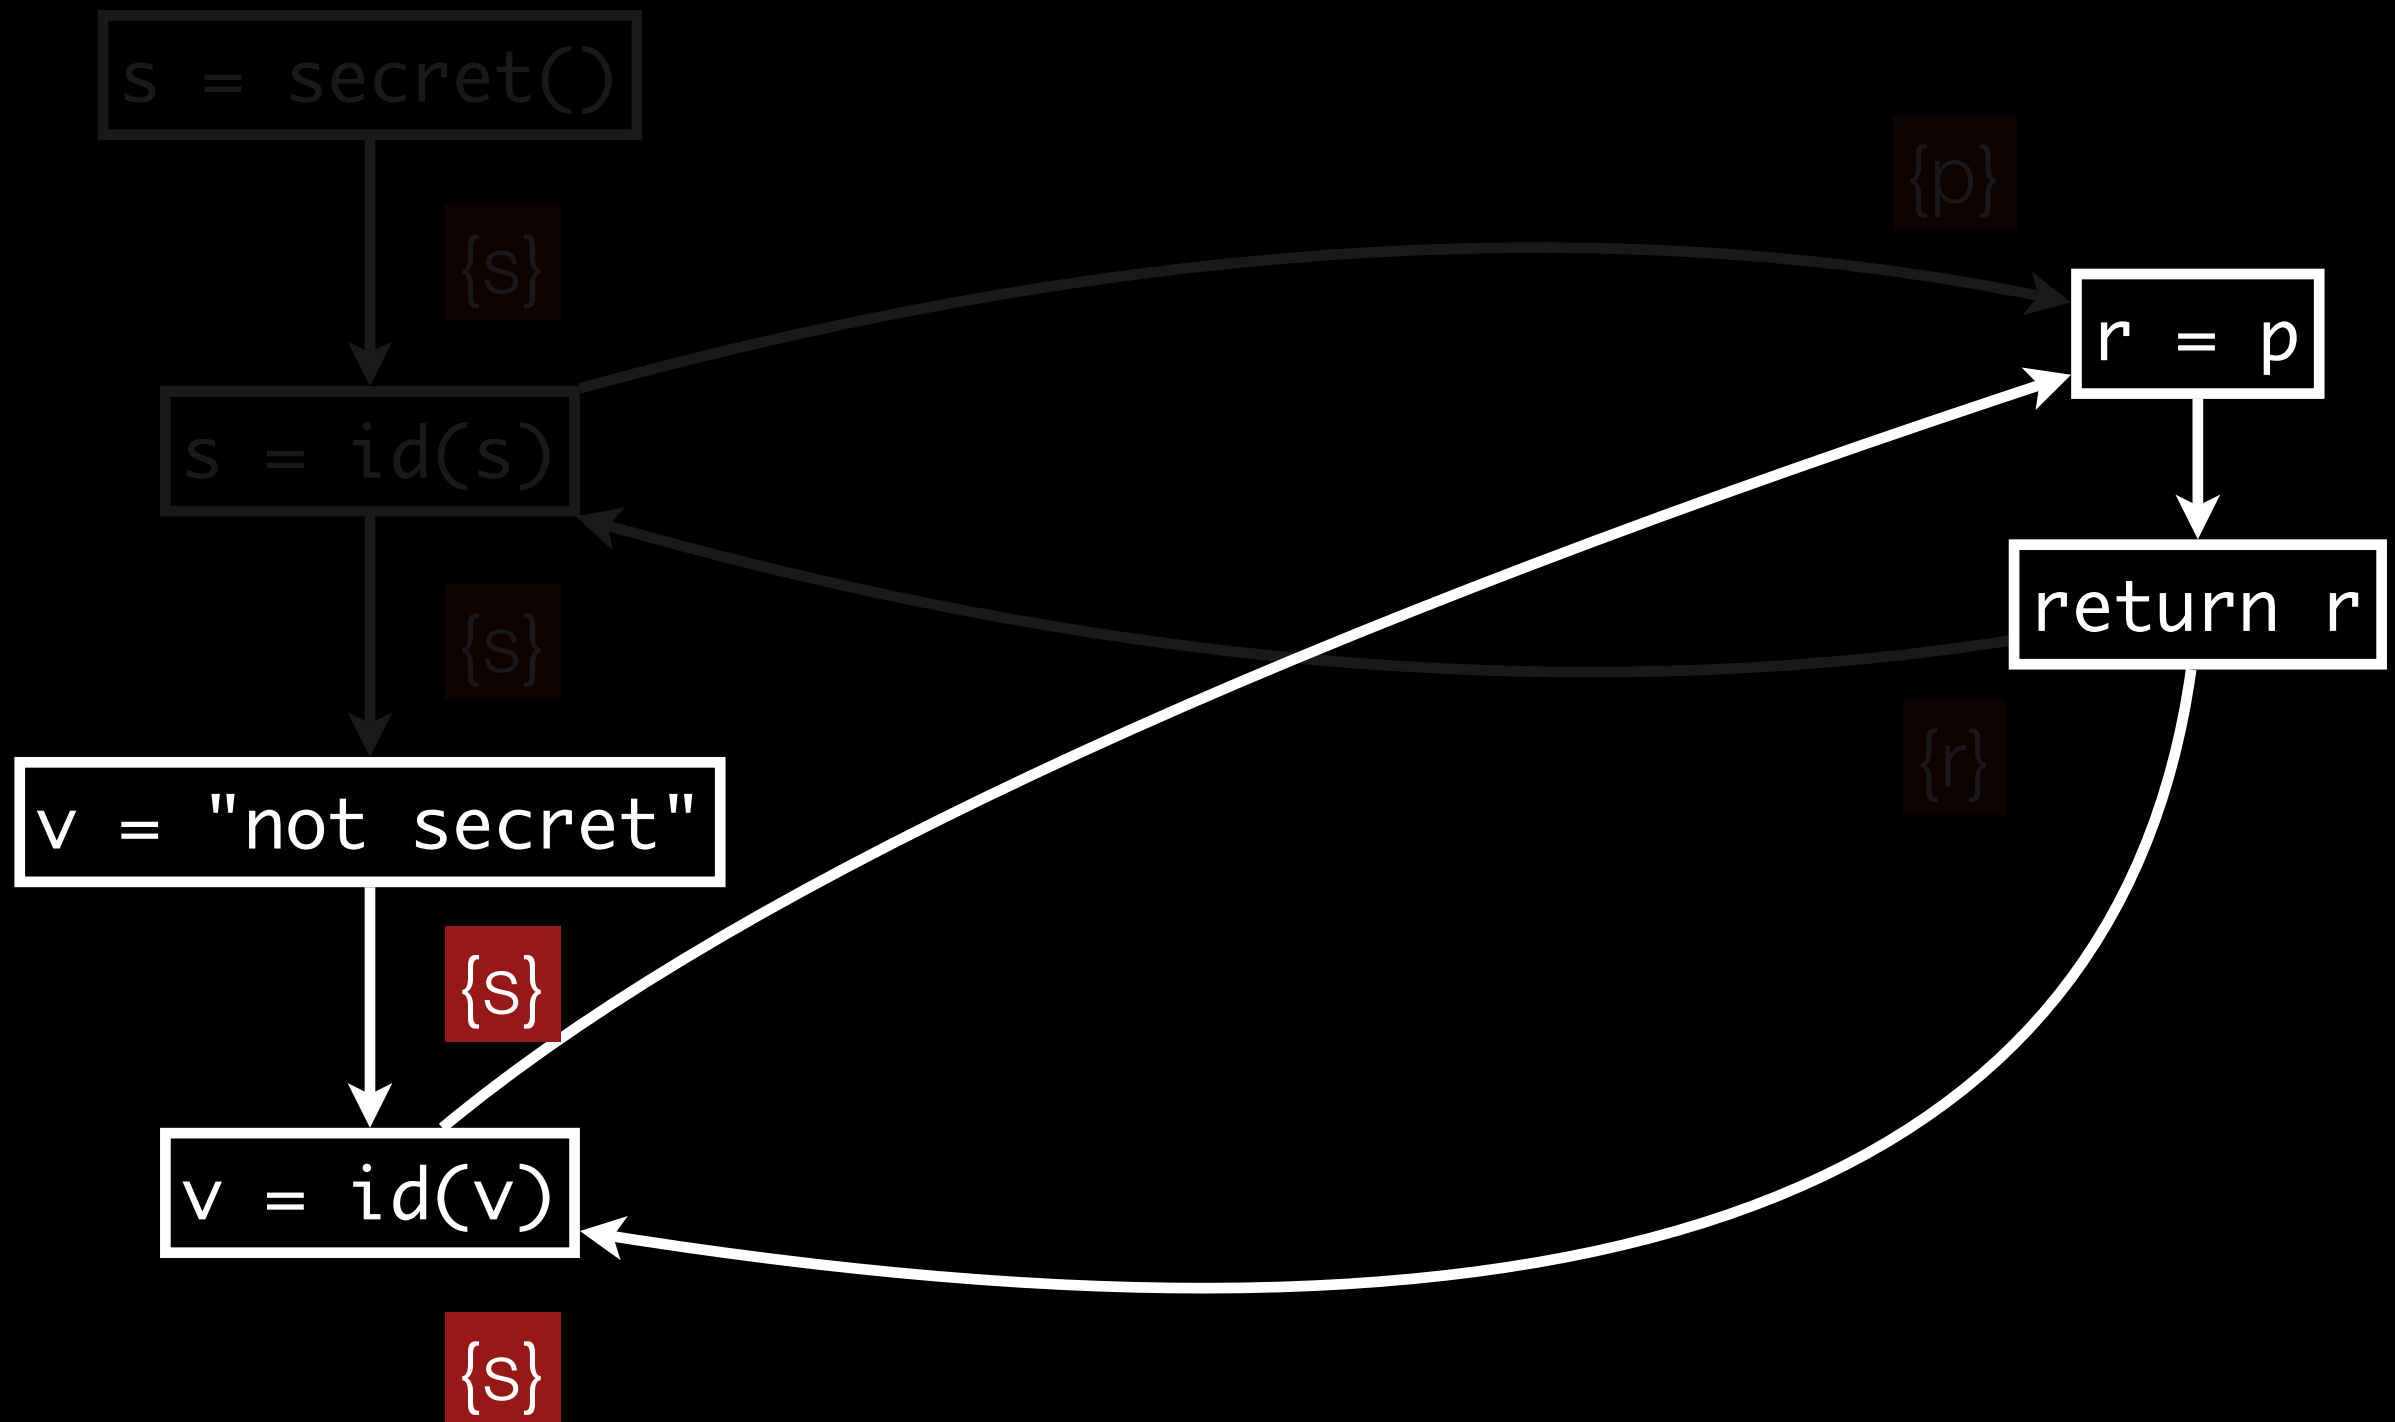 s = secret()
{s}
{p}
r = p
s = id(s)
return r
{s}
{r}
v = "not secret"
{s}
v = id(v)
{s}